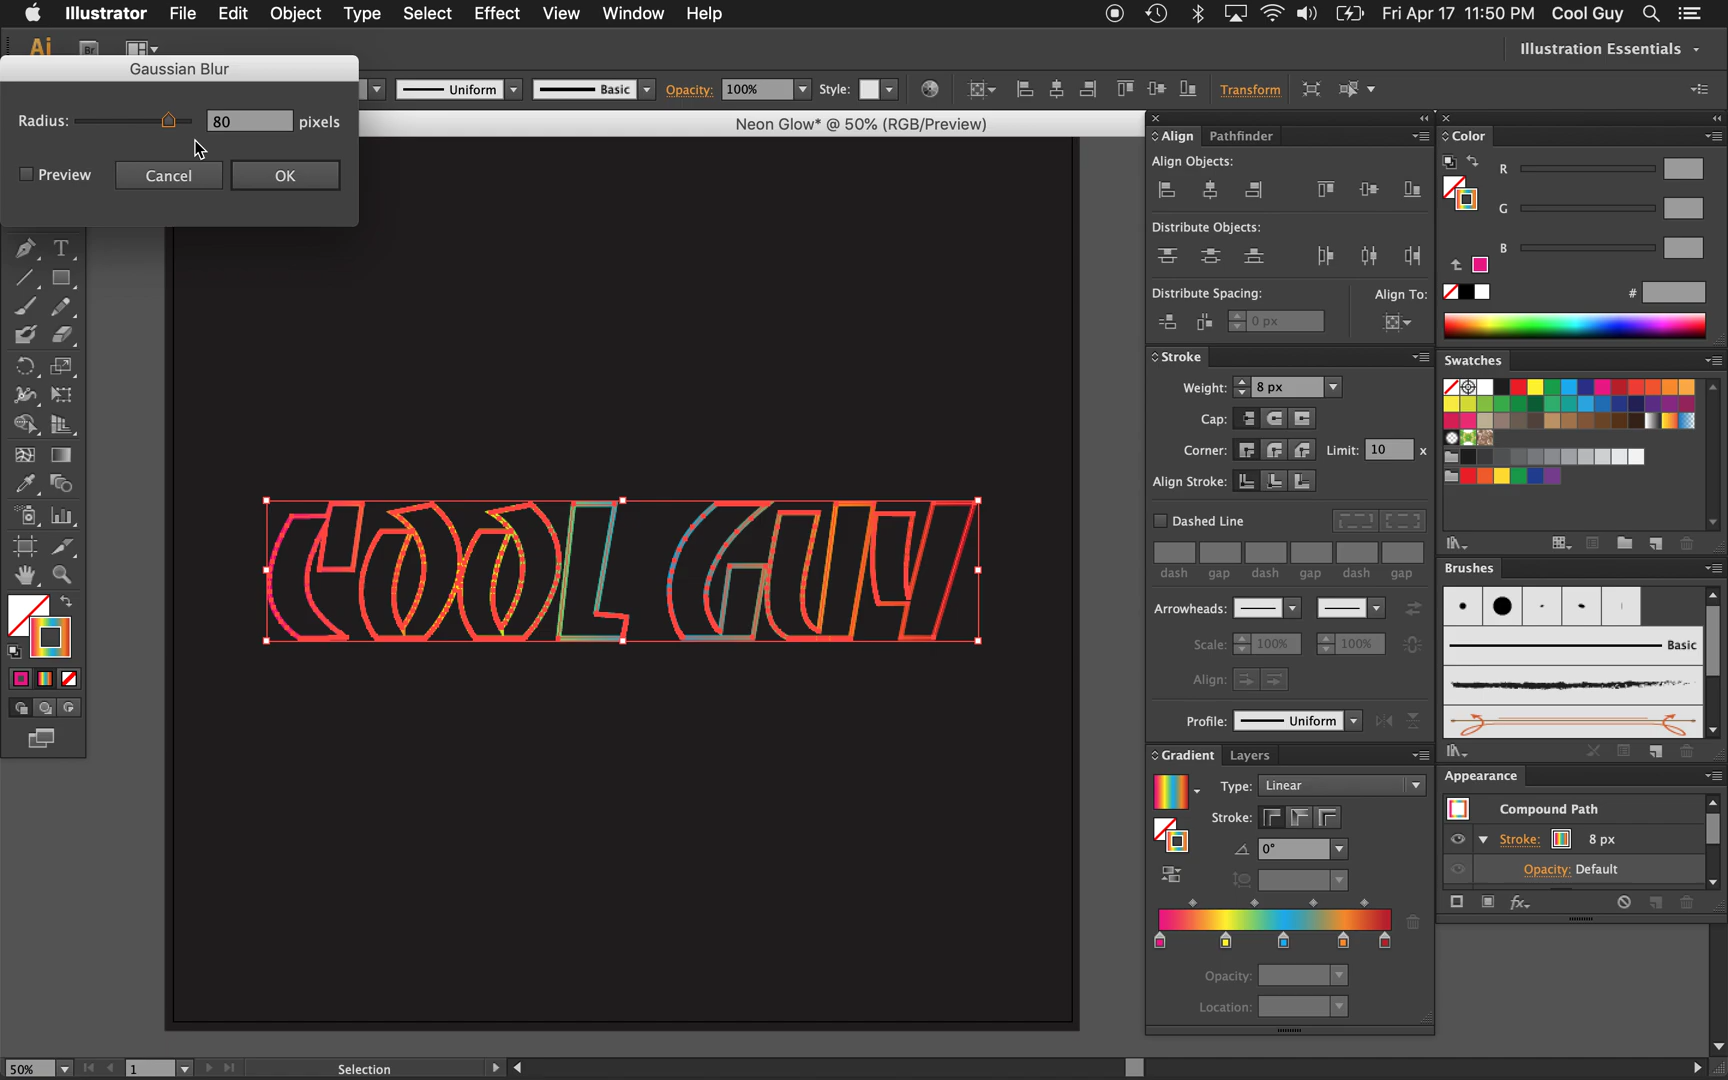 Illustrator File Edit Object Type Select Effect View Window Help Fri Apr 17 11:50 PM Cool Guy
Ai Br Illustration Essentials
Gaussian Blur
Radius: 80 pixels
Preview Cancel OK
Uniform Basic Opacity: 100% Style: Transform
Neon Glow* @ 50% (RGB/Preview)
T
COOL GUY
Align Pathfinder
Align Objects:
Distribute Objects:
Distribute Spacing: Align To:
0 px
Stroke
Weight: 8 px
Cap:
Corner: Limit: 10 x
Align Stroke:
Dashed Line
dash gap dash gap dash gap
Arrowheads:
Scale: 100% 100%
Align:
Profile: Uniform
Gradient Layers
Type: Linear
Stroke:
0°
Opacity:
Location:
Color
R
G
B
#
Swatches
Brushes
Basic
Appearance
Compound Path
Stroke: 8 px
Opacity: Default
fx
50% 1 Selection